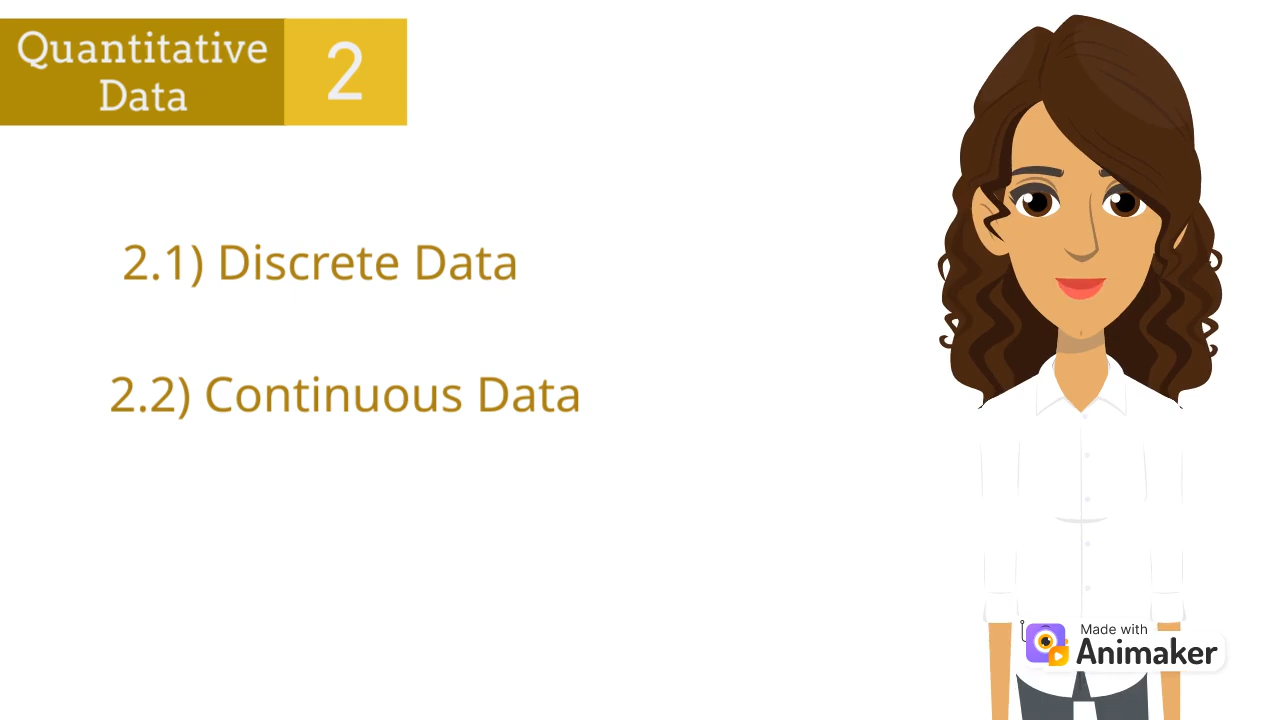 Quantitative
Data
2
2.1) Discrete Data
2.2) Continuous Data
Made with
Animaker